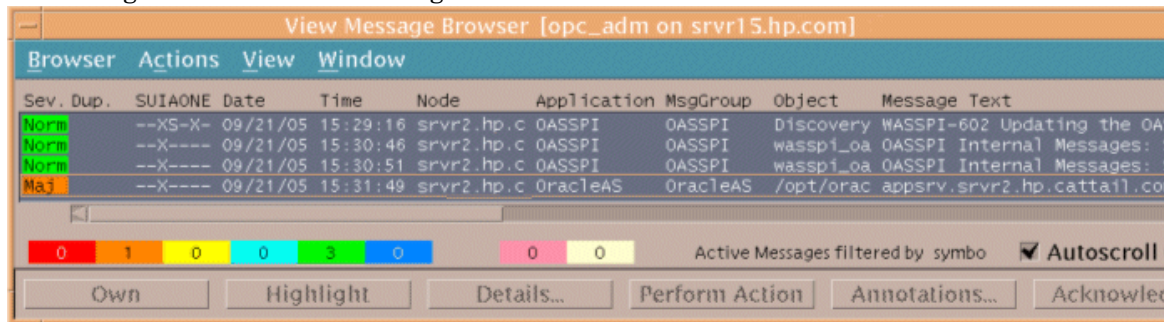 View Message Browser [opc_adm on srvr15.hp.com]
Browser Actions View Window
Sev. Dup. SUIAONE Date Time Node Application MsgGroup Object Message Text
Norm --XS-X- 09/21/05 15:29:16 srvr2.hp.c OASSPI OASSPI Discovery WASSPI-602 Updating the OA
Norm --X---- 09/21/05 15:30:46 srvr2.hp.c OASSPI OASSPI wasspi_oa OASSPI Internal Messages:
Norm --X---- 09/21/05 15:30:51 srvr2.hp.c OASSPI OASSPI wasspi_oa OASSPI Internal Messages:
Maj --X---- 09/21/05 15:31:49 srvr2.hp.c OracleAS OracleAS /opt/orac appsrv.srvr2.hp.cattail.co
0 1 0 0 3 0 0 0 Active Messages filtered by symbo Autoscroll
Own Highlight Details... Perform Action Annotations... Acknowled